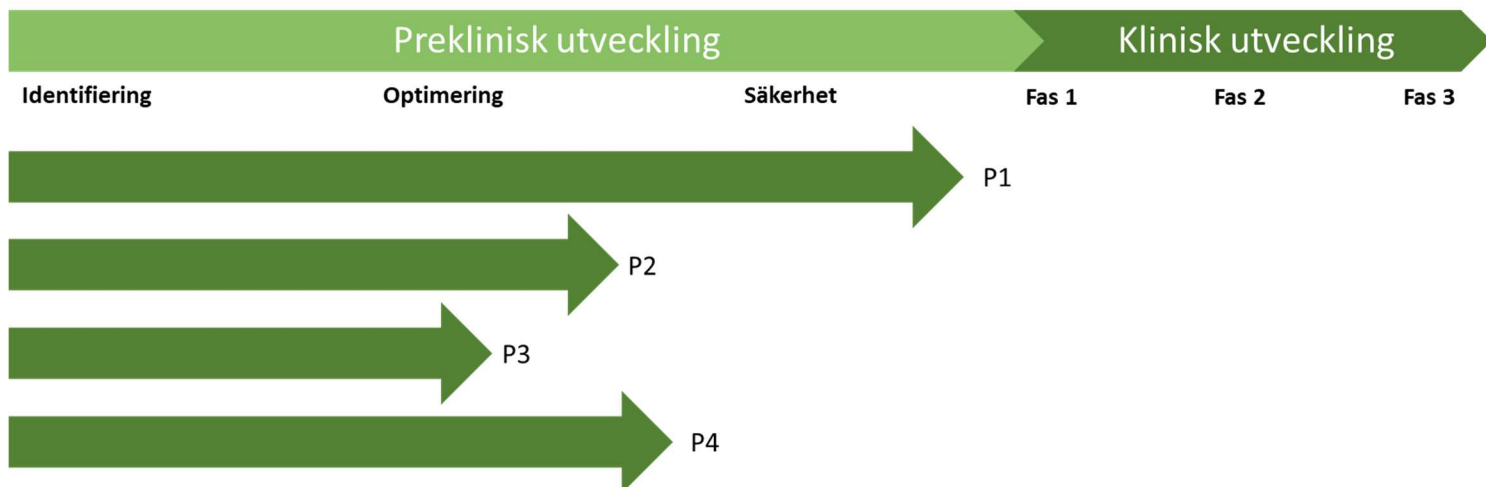 Preklinisk utveckling Klinisk utveckling
Identifiering Optimering Säkerhet Fas 1 Fas 2 Fas 3
P1
P2
P3
P4